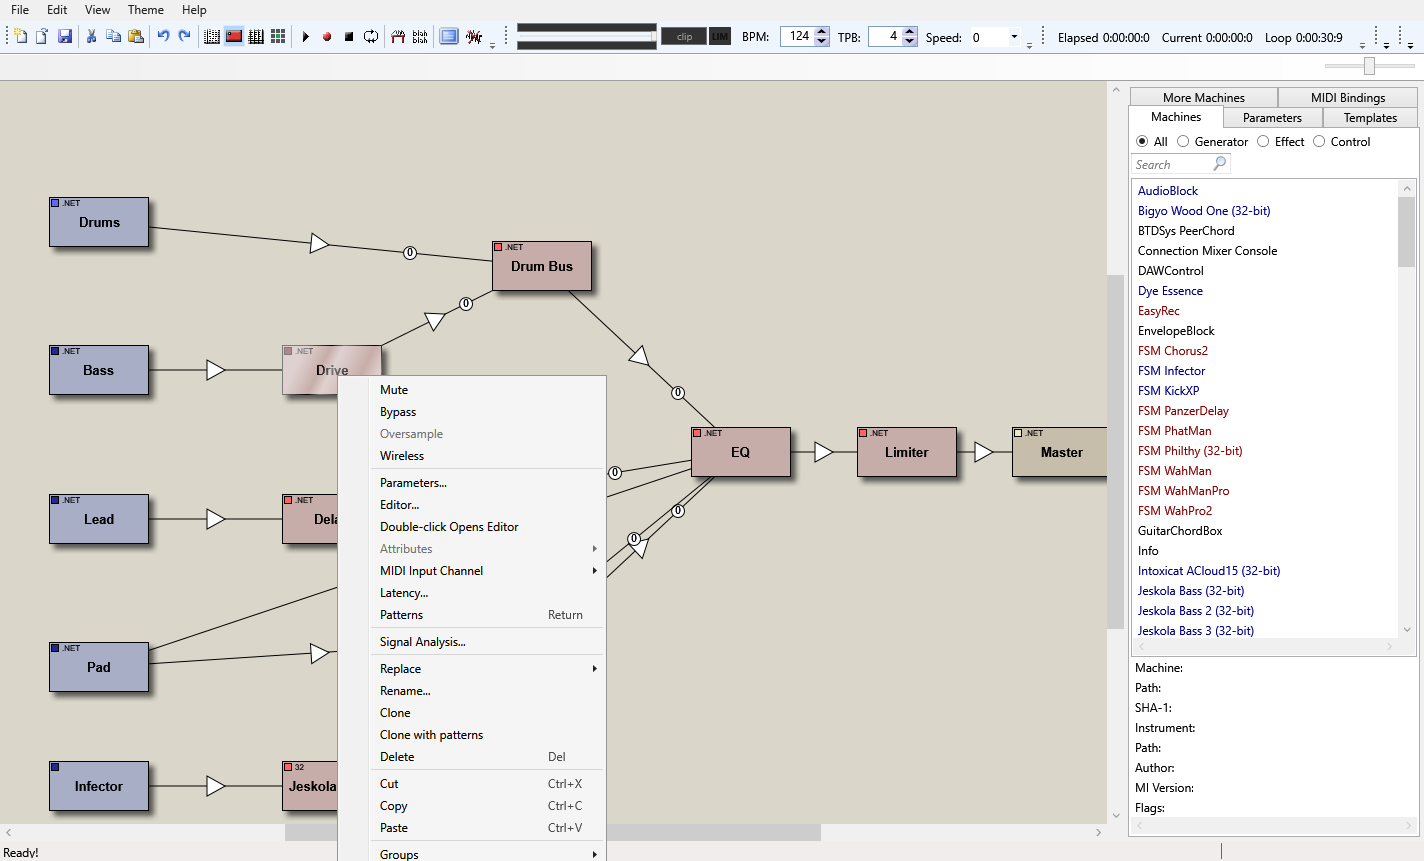 File Edit View Theme Help
clip LIM BPM: 124 TPB: 4 Speed: 0 Elapsed 0:00:00:0 Current 0:00:00:0 Loop 0:00:30:9
More Machines MIDI Bindings
Machines Parameters Templates
All Generator Effect Control
Search
AudioBlock
Bigyo Wood One (32-bit)
BTDSys PeerChord
Connection Mixer Console
DAWControl
Dye Essence
EasyRec
EnvelopeBlock
FSM Chorus2
FSM Infector
FSM KickXP
FSM PanzerDelay
FSM PhatMan
FSM Philthy (32-bit)
FSM WahMan
FSM WahManPro
FSM WahPro2
GuitarChordBox
Info
Intoxicat ACloud15 (32-bit)
Jeskola Bass (32-bit)
Jeskola Bass 2 (32-bit)
Jeskola Bass 3 (32-bit)
Machine:
Path:
SHA-1:
Instrument:
Path:
Author:
MI Version:
Flags:
.NET
Drums
0
.NET
Drum Bus
0
.NET
Bass
.NET
Drive
0
.NET
EQ
.NET
Limiter
.NET
Master
0
0
0
.NET
Lead
Dela
.NET
Pad
Infector
32
Jeskola
Mute
Bypass
Oversample
Wireless
Parameters...
Editor...
Double-click Opens Editor
Attributes
MIDI Input Channel
Latency...
Patterns Return
Signal Analysis...
Replace
Rename...
Clone
Clone with patterns
Delete Del
Cut Ctrl+X
Copy Ctrl+C
Paste Ctrl+V
Groups
Ready!